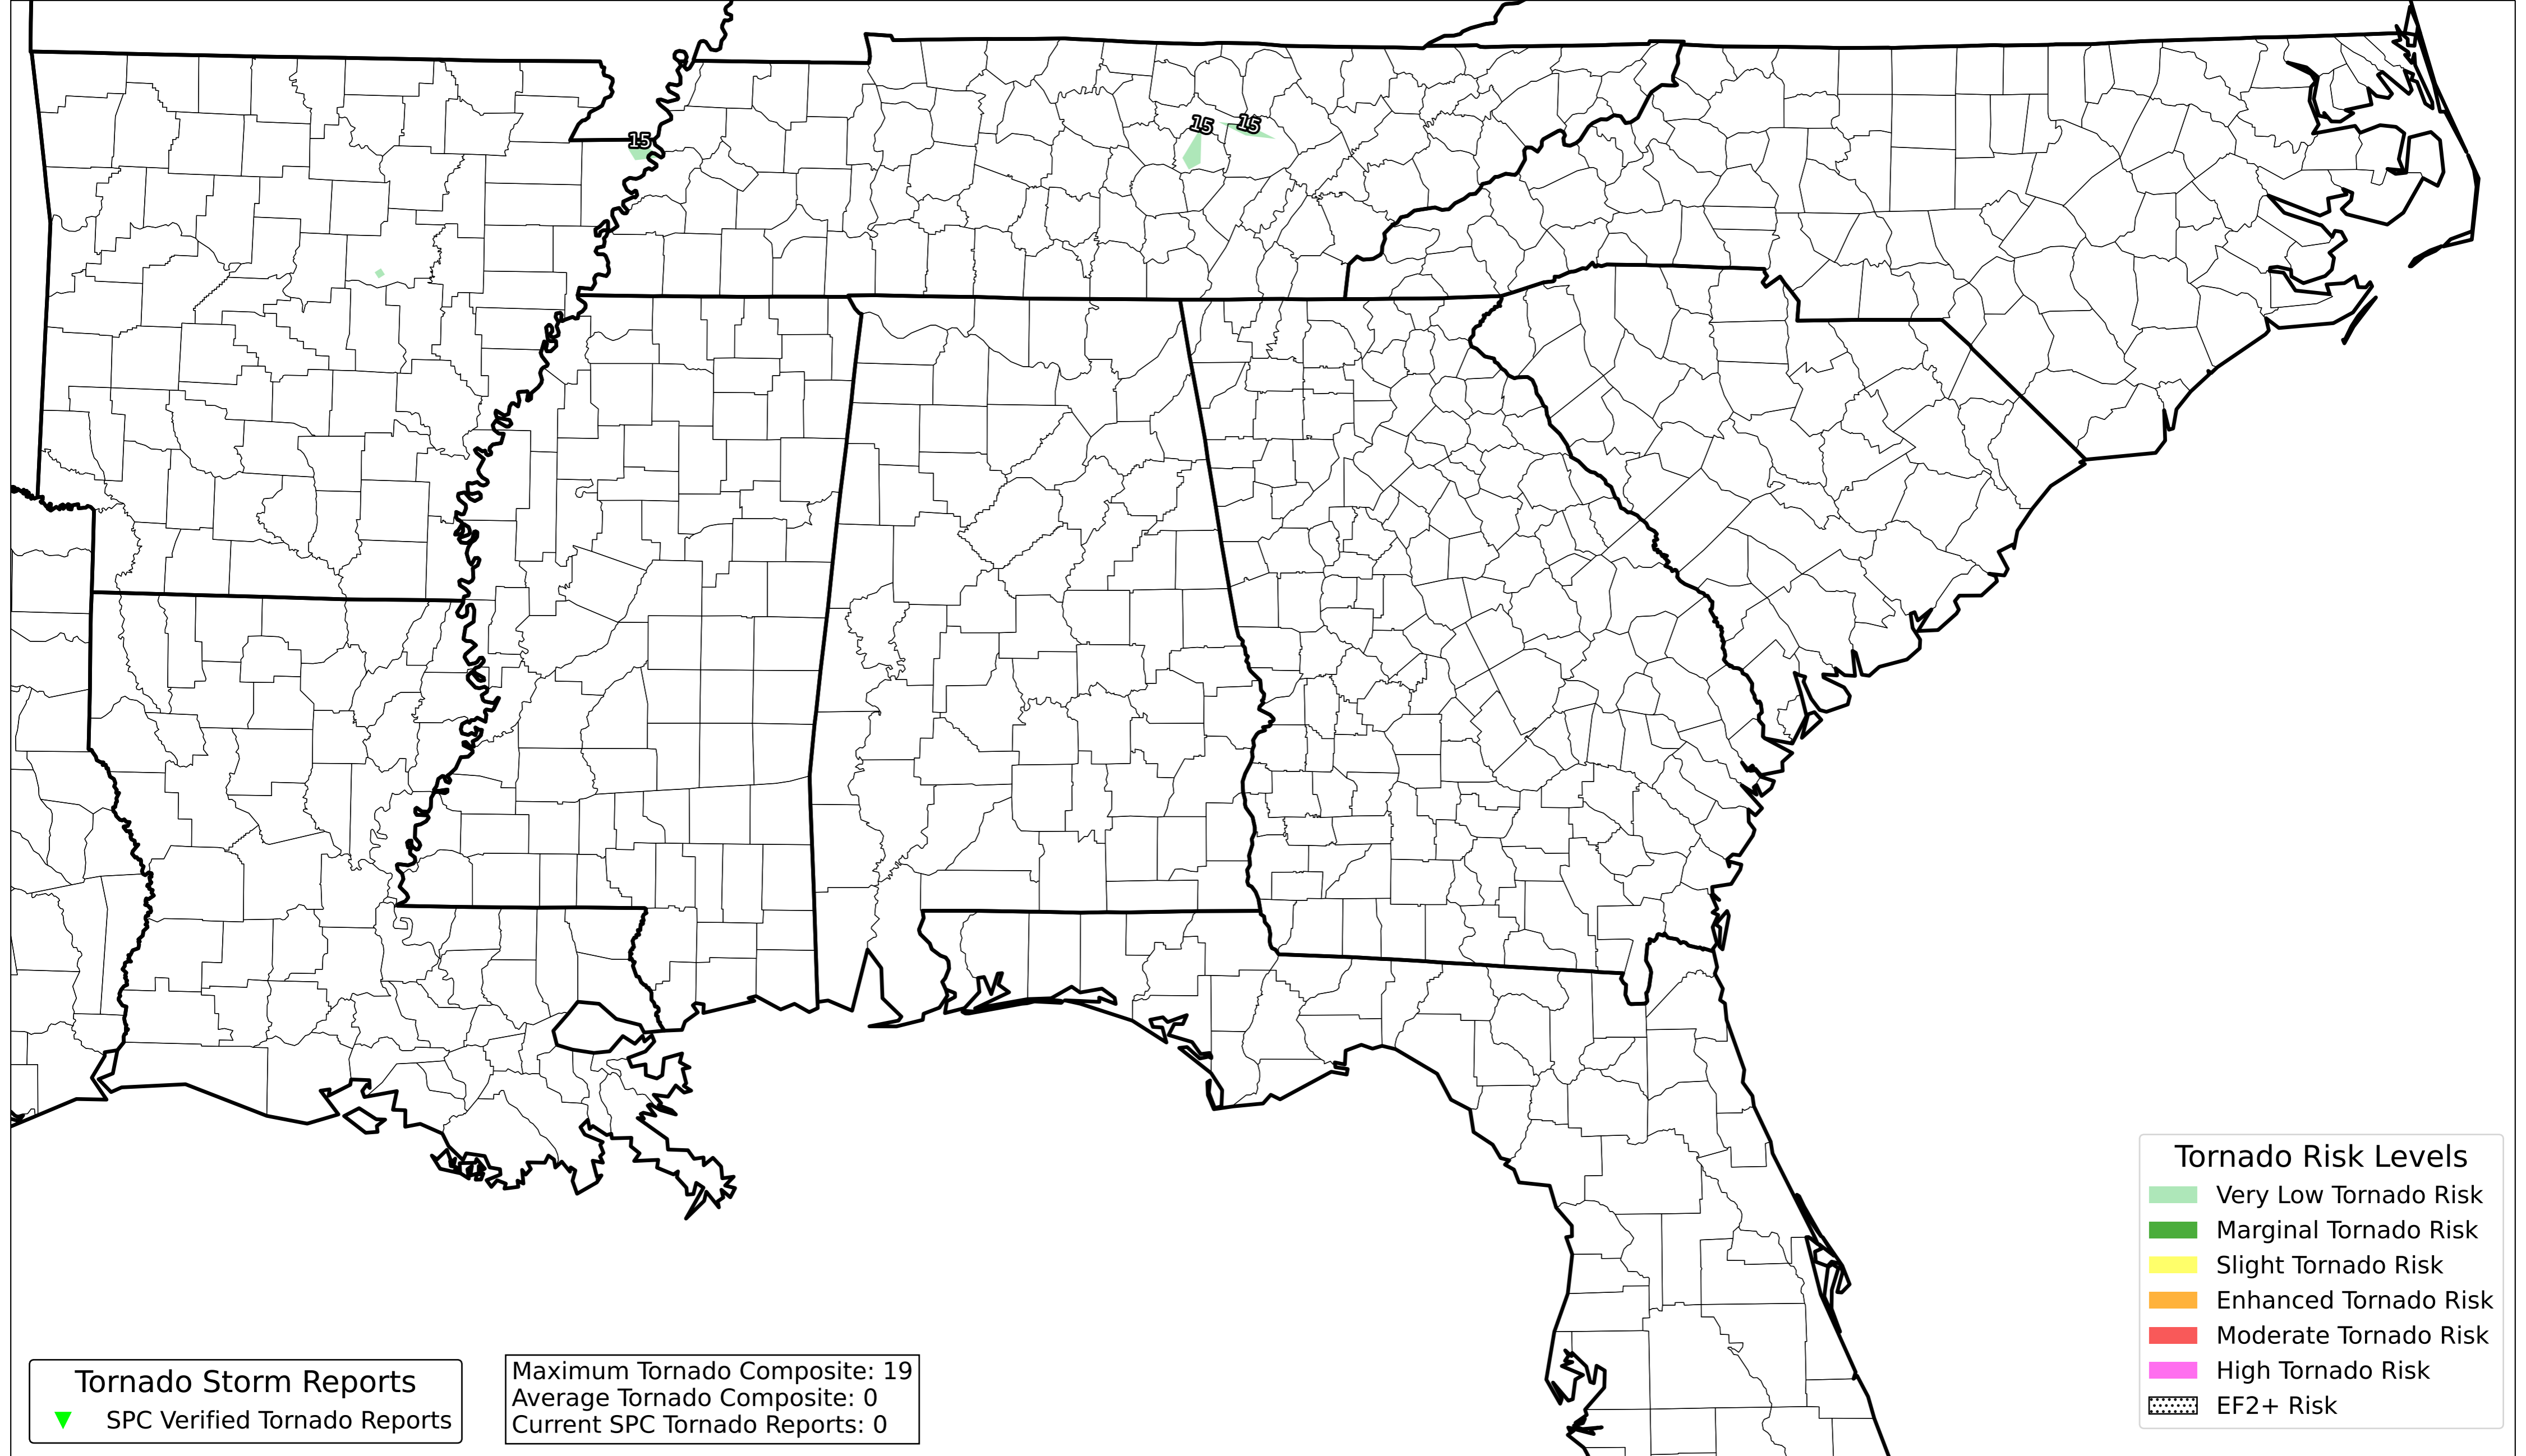 15
15
15
Tornado Risk Levels
Very Low Tornado Risk
Marginal Tornado Risk
Slight Tornado Risk
Enhanced Tornado Risk
Moderate Tornado Risk
High Tornado Risk
EF2+ Risk
Tornado Storm Reports
SPC Verified Tornado Reports
Maximum Tornado Composite: 19
Average Tornado Composite: 0
Current SPC Tornado Reports: 0